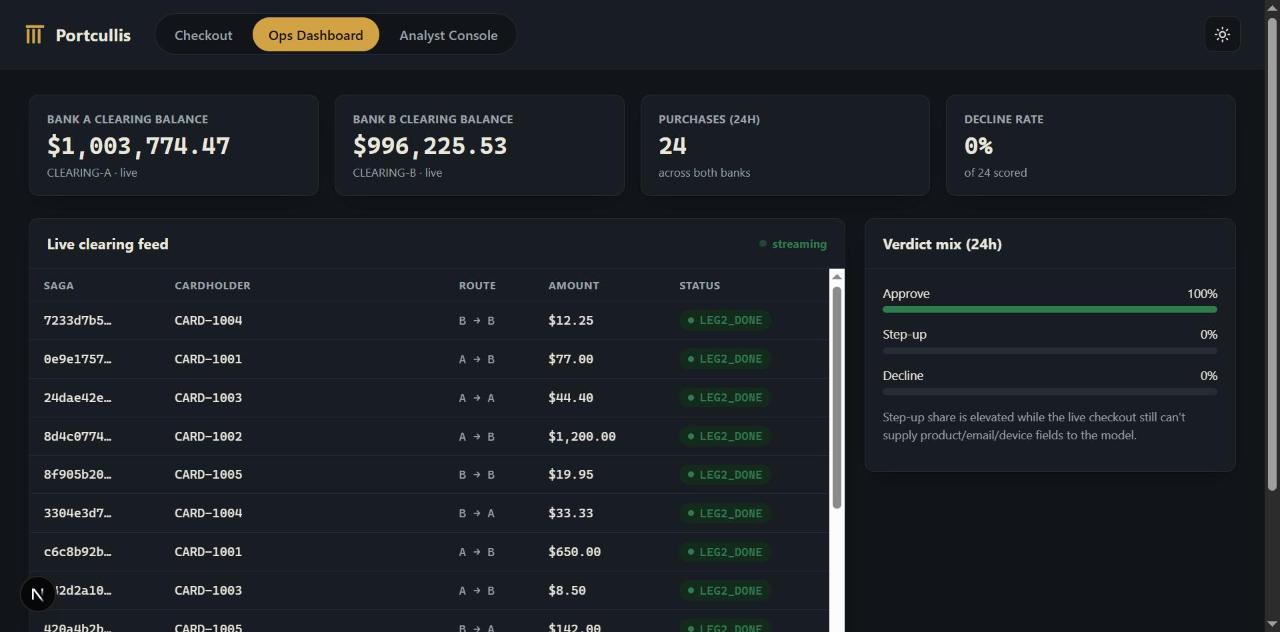 Portcullis
Checkout
Ops Dashboard
Analyst Console
BANK A CLEARING BALANCE
$1,003,774.47
CLEARING-A · live
BANK B CLEARING BALANCE
$996,225.53
CLEARING-B · live
PURCHASES (24H)
24
across both banks
DECLINE RATE
0%
of 24 scored
Live clearing feed
streaming
SAGA CARDHOLDER ROUTE AMOUNT STATUS
7233d7b5… CARD-1004 B → B $12.25 LEG2_DONE
0e9e1757… CARD-1001 A → B $77.00 LEG2_DONE
24dae42e… CARD-1003 A → A $44.40 LEG2_DONE
8d4c0774… CARD-1002 A → B $1,200.00 LEG2_DONE
8f905b20… CARD-1005 B → B $19.95 LEG2_DONE
3304e3d7… CARD-1004 B → A $33.33 LEG2_DONE
c6c8b92b… CARD-1001 A → B $650.00 LEG2_DONE
CARD-1003 A → B $8.50 LEG2_DONE
420a4b2b… CARD-1005 B → A $142.00 LEG2_DONE
N
Verdict mix (24h)
Approve 100%
Step-up 0%
Decline 0%
Step-up share is elevated while the live checkout still can't
supply product/email/device fields to the model.